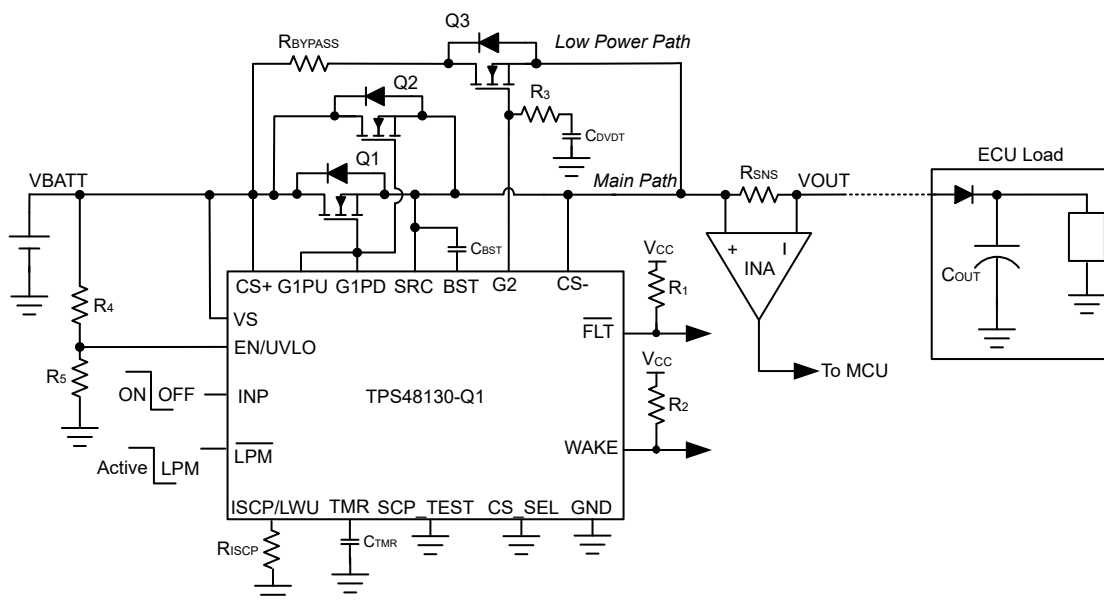 Q3
RBYPASS
Low Power Path
Q2
R3
CDVDT
Q1
ECU Load
VBATT
Main Path
RSNS
VOUT
CBST
VCC
+
INA
COUT
CS+
G1PU
G1PD
SRC
BST
G2
CS-
R1
R4
VS
FLT
EN/UVLO
VCC
To MCU
R5
ON
OFF
INP
TPS48130-Q1
R2
Active
LPM
LPM
WAKE
ISCP/LWU
TMR
SCP_TEST
CS_SEL
GND
RISCP
CTMR